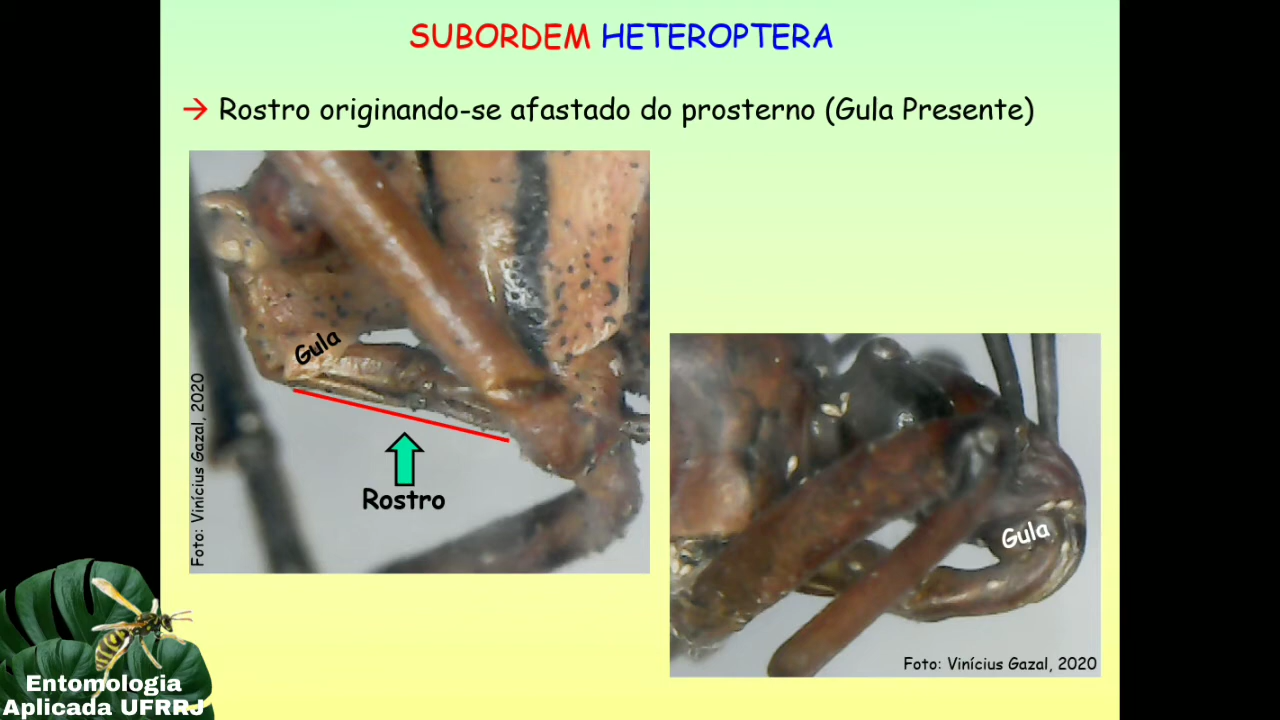 SUBORDEM HETEROPTERA
→ Rostro originando-se afastado do prosterno (Gula Presente)
Gula
Rostro
Foto: Vinícius Gazal, 2020
Gula
Foto: Vinícius Gazal, 2020
Entomologia
Aplicada UFRRJ